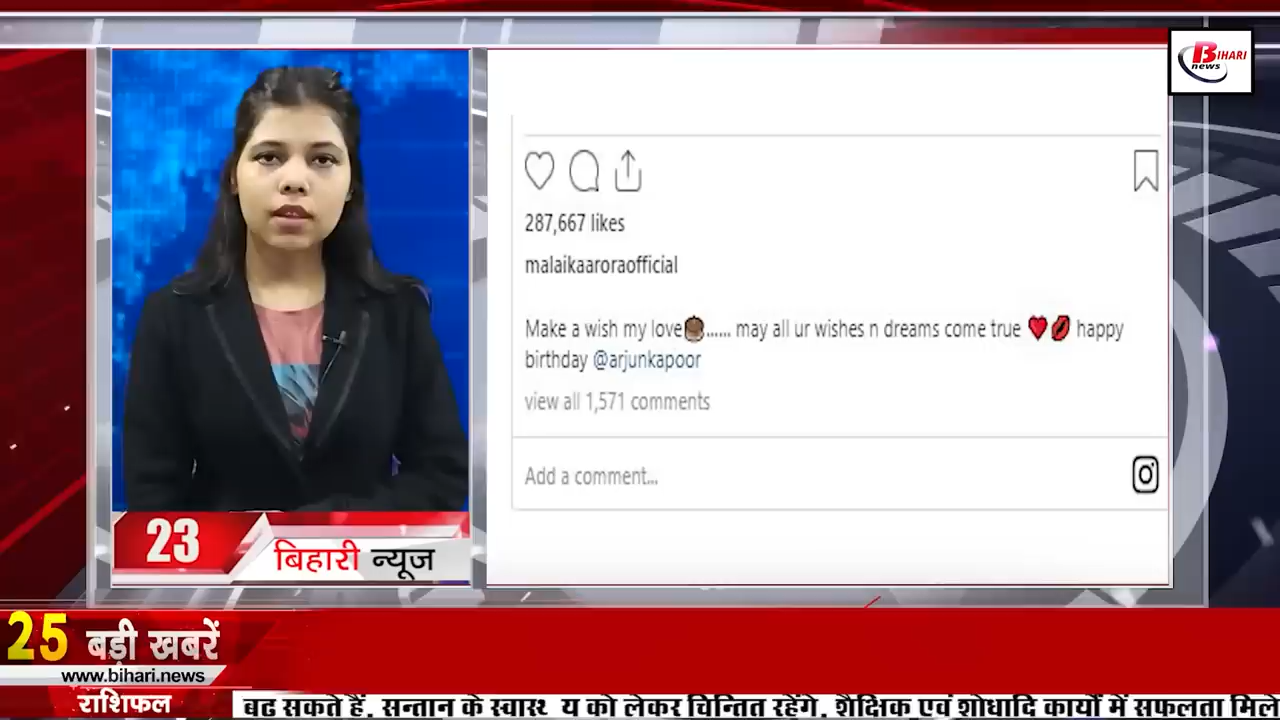 BIHARI
news
287,667 likes
malaikaaroraofficial
Make a wish my love...... may all ur wishes n dreams come true happy
birthday @arjunkapoor
view all 1,571 comments
Add a comment...
23
बिहारी न्यूज
25 बड़ी खबरें
www.bihari.news
राशिफल
बढ सकते हैं. सन्तान के स्वास्थ्य को लेकर चिन्तित रहेंगे. शैक्षिक एवं शोधादि कार्यों में सफलता मिले